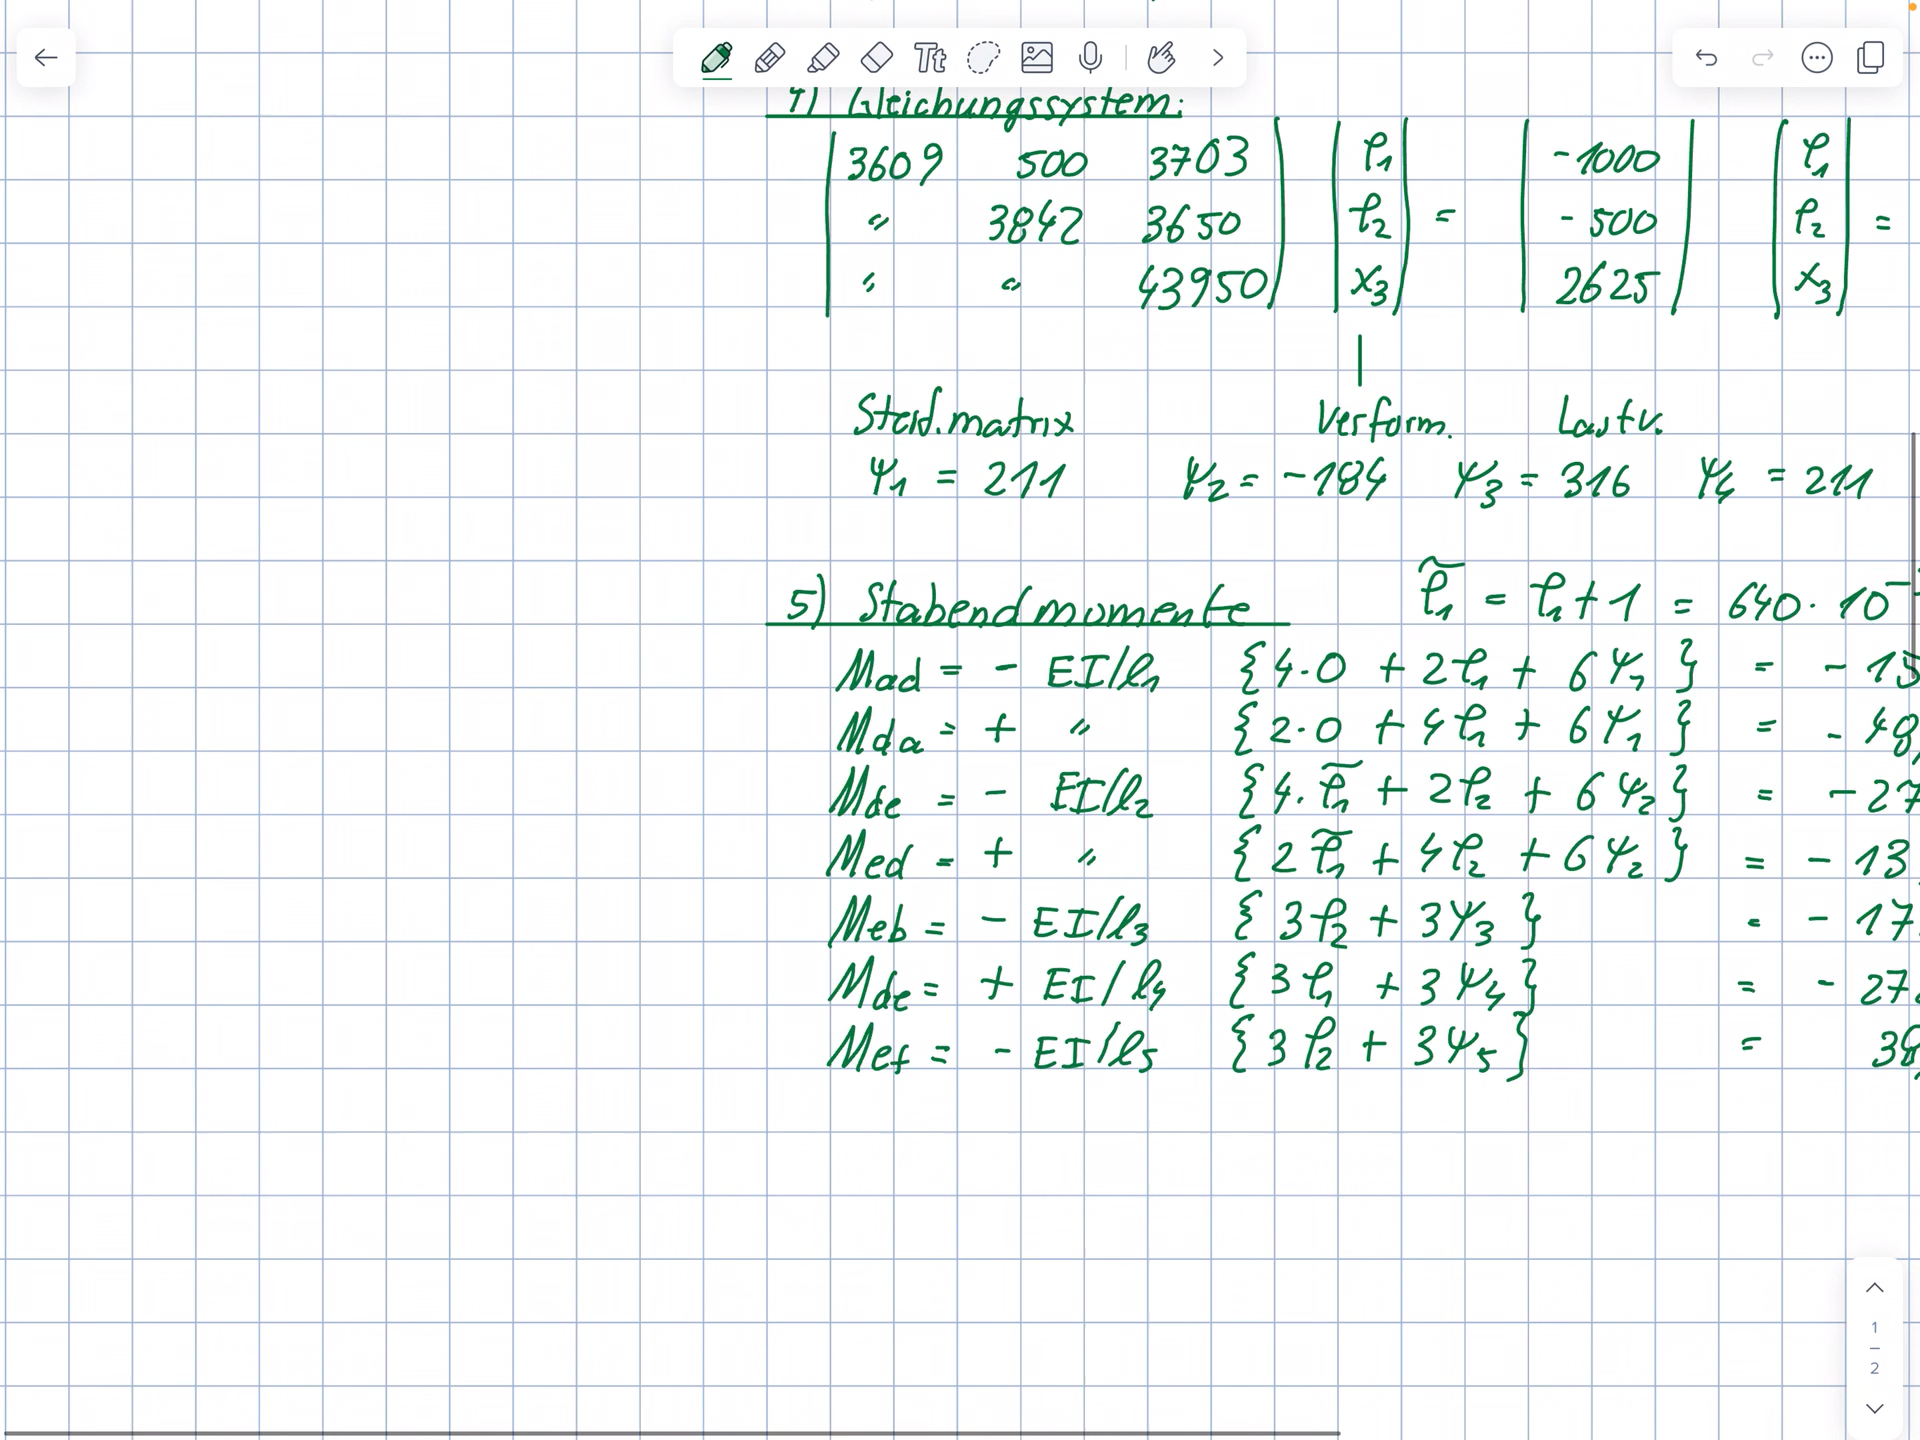 Tt
4) Gleichungssystem:
| 3609 500 3703 | | φ₁ | | -1000 | | φ₁ |
| " 3842 3650 | | φ₂ | = | -500 | | φ₂ | =
| " " 43950 | | x₃ | | 2625 | | x₃ |
Steif.matrix Verform. Lastv.
ψ₁ = 211 ψ₂ = -184 ψ₃ = 316 ψ₄ = 211
5) Stabendmomente φ̃₁ = φ₁ + 1 = 640 · 10⁻
Mad = - EI/l₁ {4·0 + 2φ₁ + 6ψ₁} = - 15
Mda = + " {2·0 + 4φ₁ + 6ψ₁} = - 48,
Mde = - EI/l₂ {4·φ̃₁ + 2φ₂ + 6ψ₂} = - 27
Med = + " {2φ̃₁ + 4φ₂ + 6ψ₂} = - 13,
Meb = - EI/l₃ {3φ₂ + 3ψ₃} = - 17,
Mde = + EI/l₄ {3φ₁ + 3ψ₄} = - 27,
Mef = - EI/l₅ {3φ₂ + 3ψ₅} = 38,
1
2